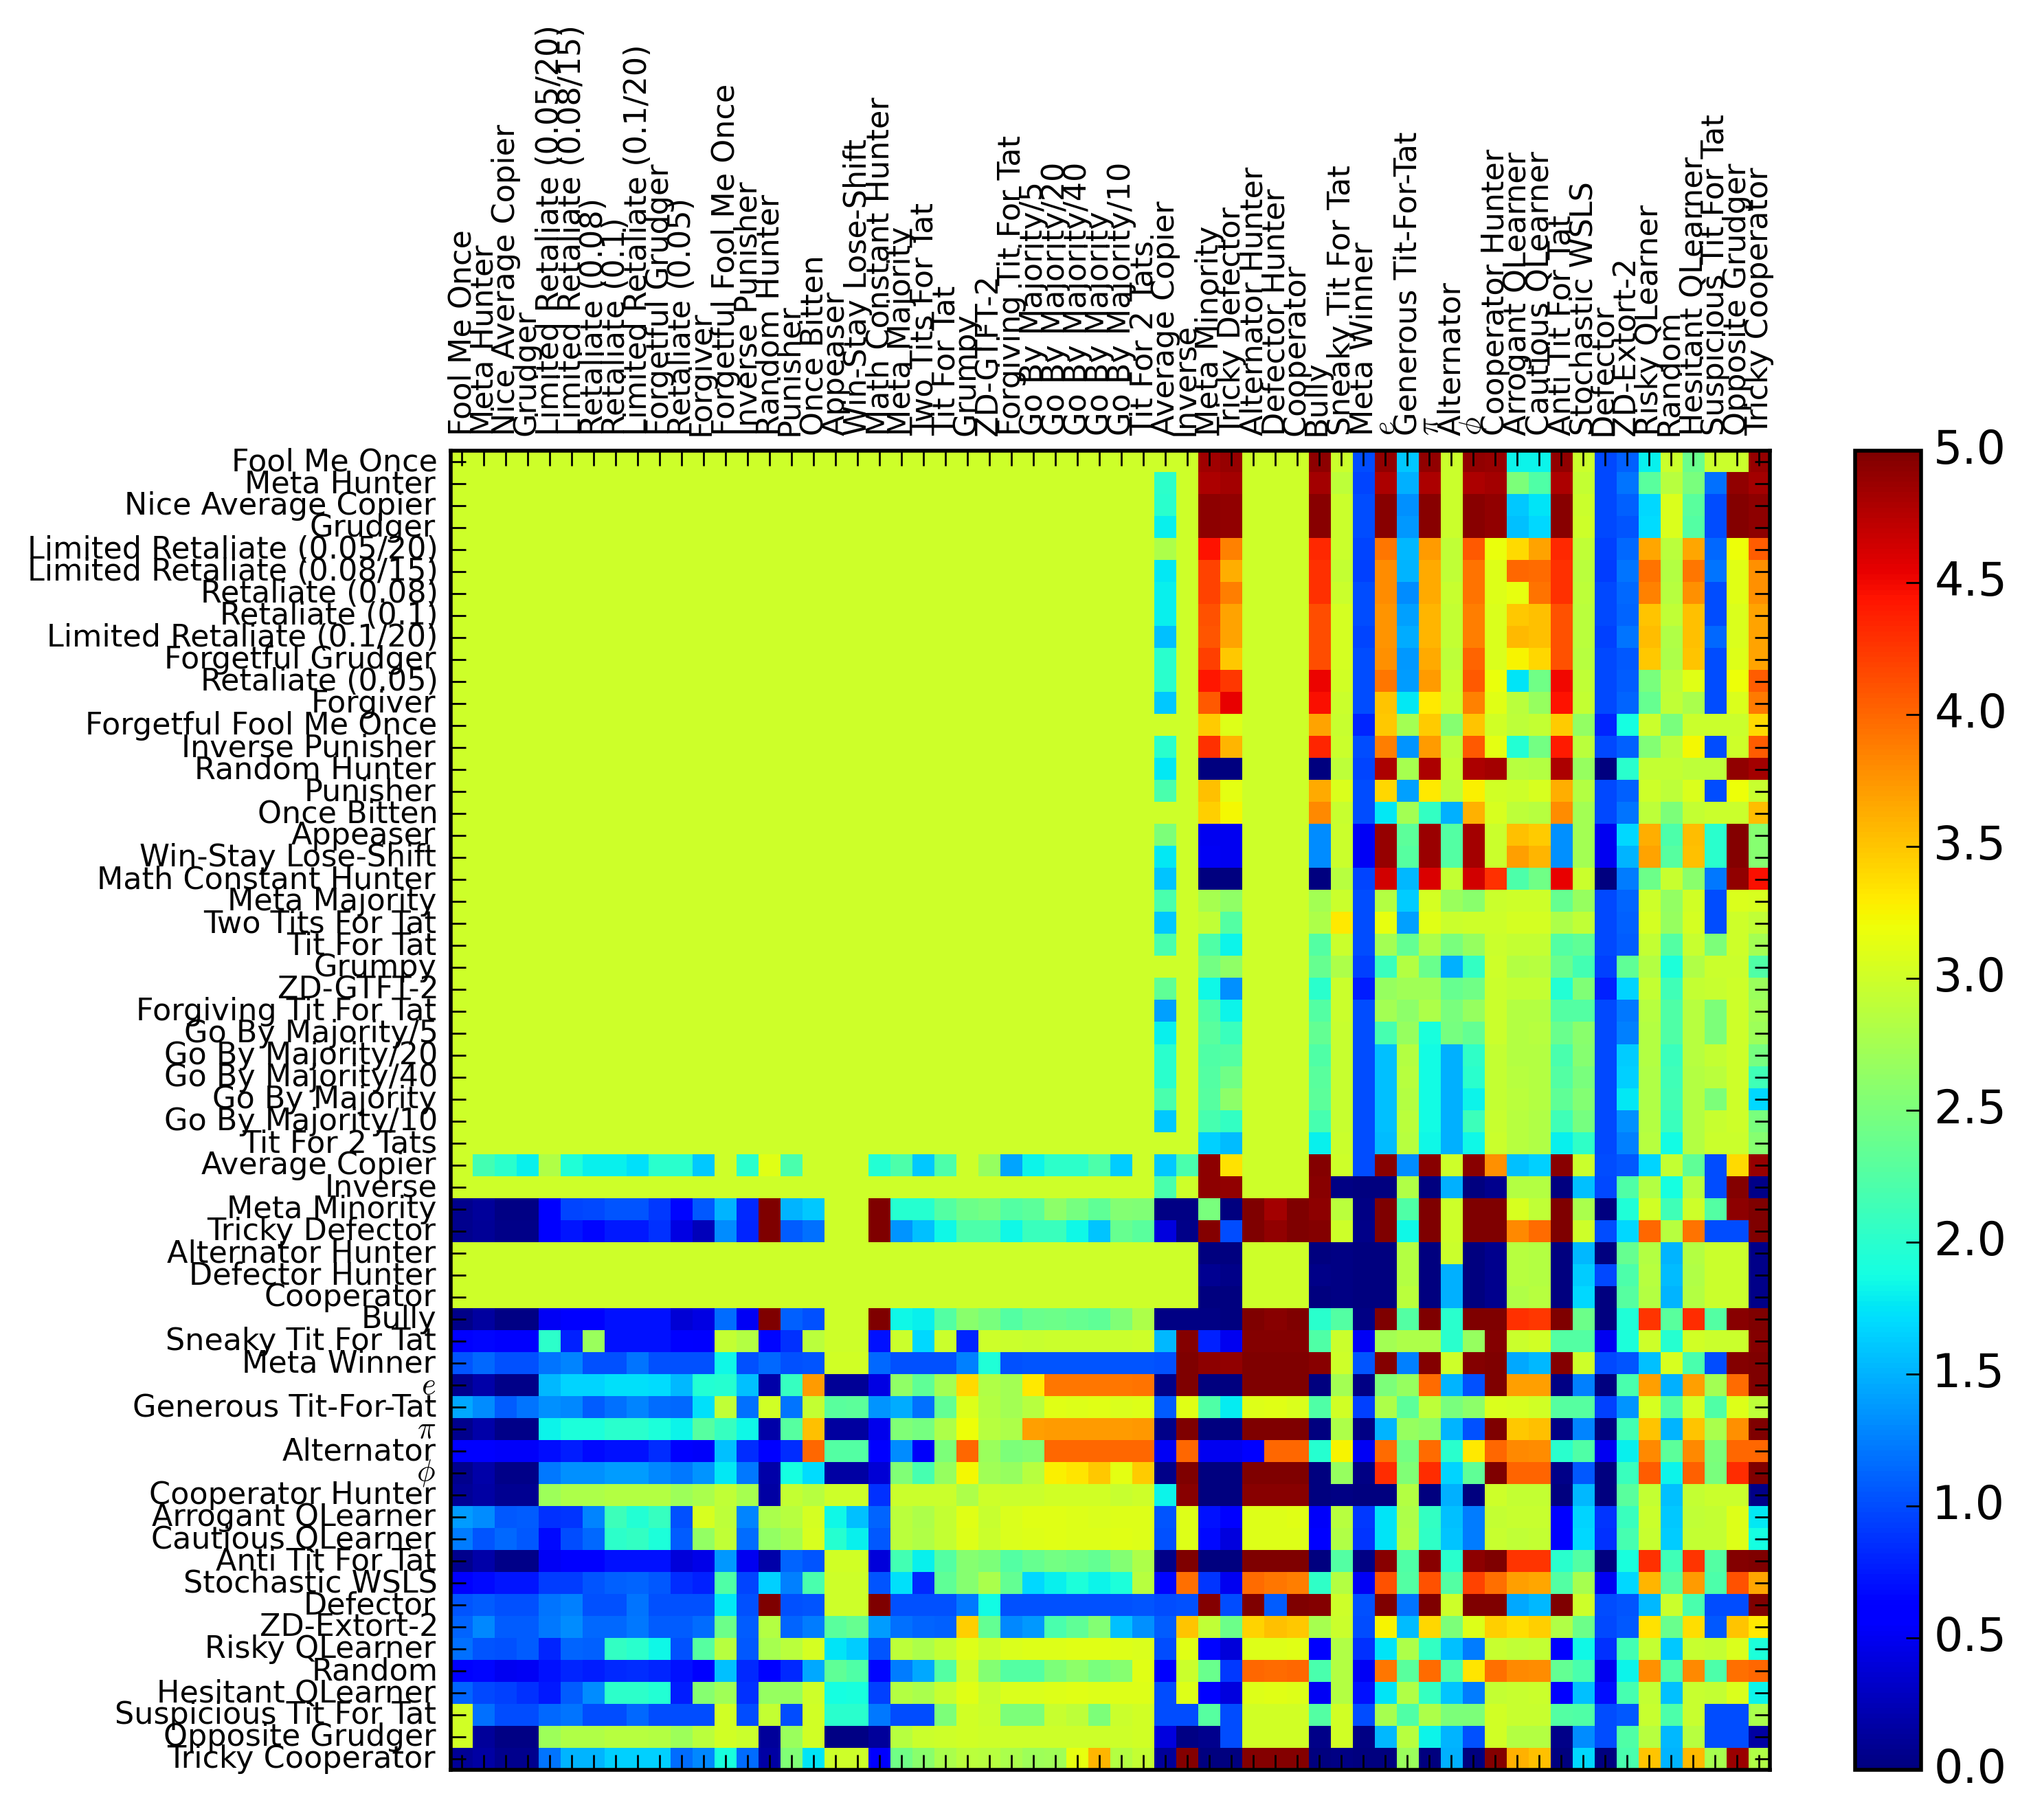 Fool Me Once
Meta Hunter
Nice Average Copier
Grudger
Limited Retaliate (0.05/20)
Limited Retaliate (0.08/15)
Retaliate (0.08)
Retaliate (0.1)
Limited Retaliate (0.1/20)
Forgetful Grudger
Retaliate (0.05)
Forgiver
Forgetful Fool Me Once
Inverse Punisher
Random Hunter
Punisher
Once Bitten
Appeaser
Win-Stay Lose-Shift
Math Constant Hunter
Meta Majority
Two Tits For Tat
Tit For Tat
Grumpy
ZD-GTFT-2
Forgiving Tit For Tat
Go By Majority/5
Go By Majority/20
Go By Majority/40
Go By Majority
Go By Majority/10
Tit For 2 Tats
Average Copier
Inverse
Meta Minority
Tricky Defector
Alternator Hunter
Defector Hunter
Cooperator
Bully
Sneaky Tit For Tat
Meta Winner
e
Generous Tit-For-Tat
π
Alternator
ϕ
Cooperator Hunter
Arrogant QLearner
Cautious QLearner
Anti Tit For Tat
Stochastic WSLS
Defector
ZD-Extort-2
Risky QLearner
Random
Hesitant QLearner
Suspicious Tit For Tat
Opposite Grudger
Tricky Cooperator
Fool Me Once
Meta Hunter
Nice Average Copier
Grudger
Limited Retaliate (0.05/20)
Limited Retaliate (0.08/15)
Retaliate (0.08)
Retaliate (0.1)
Limited Retaliate (0.1/20)
Forgetful Grudger
Retaliate (0.05)
Forgiver
Forgetful Fool Me Once
Inverse Punisher
Random Hunter
Punisher
Once Bitten
Appeaser
Win-Stay Lose-Shift
Math Constant Hunter
Meta Majority
Two Tits For Tat
Tit For Tat
Grumpy
ZD-GTFT-2
Forgiving Tit For Tat
Go By Majority/5
Go By Majority/20
Go By Majority/40
Go By Majority
Go By Majority/10
Tit For 2 Tats
Average Copier
Inverse
Meta Minority
Tricky Defector
Alternator Hunter
Defector Hunter
Cooperator
Bully
Sneaky Tit For Tat
Meta Winner
e
Generous Tit-For-Tat
π
Alternator
ϕ
Cooperator Hunter
Arrogant QLearner
Cautious QLearner
Anti Tit For Tat
Stochastic WSLS
Defector
ZD-Extort-2
Risky QLearner
Random
Hesitant QLearner
Suspicious Tit For Tat
Opposite Grudger
Tricky Cooperator
5.0
4.5
4.0
3.5
3.0
2.5
2.0
1.5
1.0
0.5
0.0